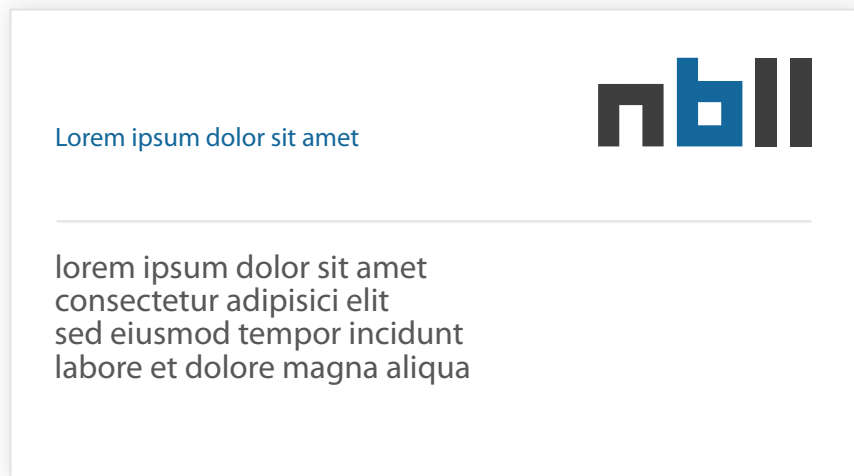 nbll
Lorem ipsum dolor sit amet
lorem ipsum dolor sit amet
consectetur adipisici elit
sed eiusmod tempor incidunt
labore et dolore magna aliqua